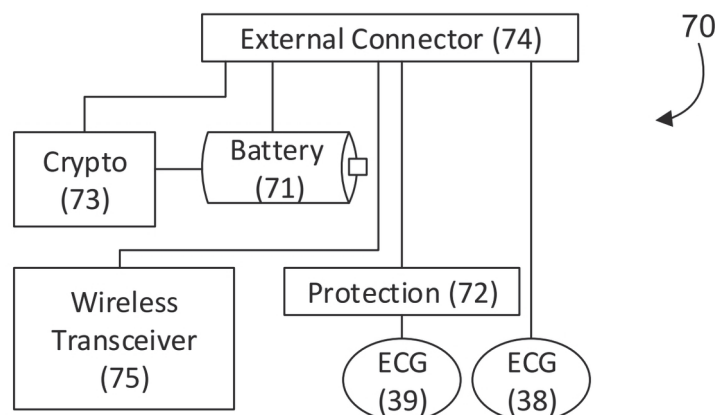 External Connector (74)
70
Crypto
(73)
Battery
(71)
Wireless
Transceiver
(75)
Protection (72)
ECG
(39)
ECG
(38)